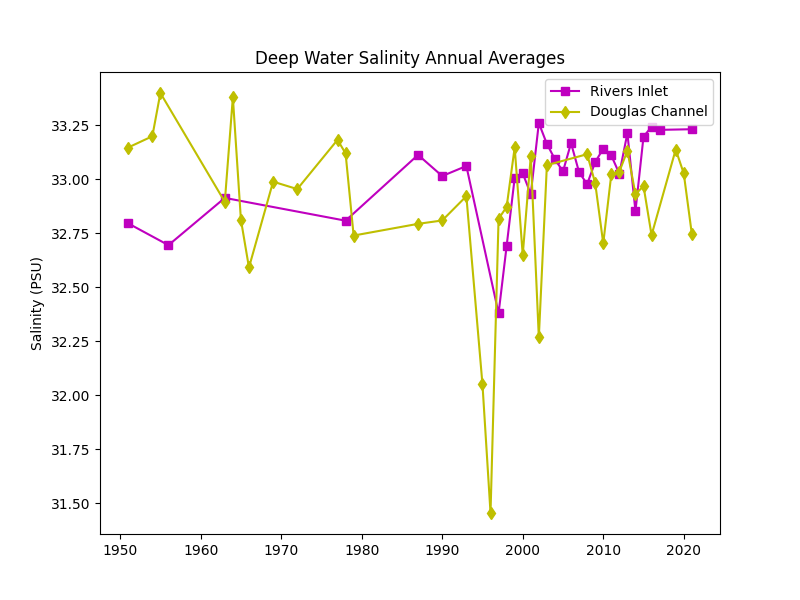 Deep Water Salinity Annual Averages
Rivers Inlet
Douglas Channel
Salinity (PSU)
33.25
33.00
32.75
32.50
32.25
32.00
31.75
31.50
1950 1960 1970 1980 1990 2000 2010 2020